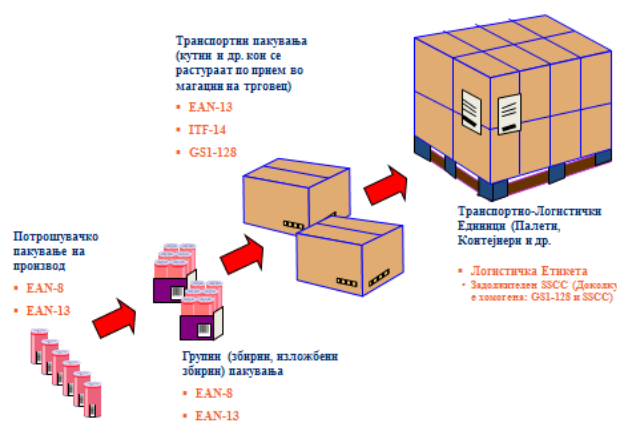 Транспортни пакувања
(кутии и др. кои се
растураат по прием во
магацин на трговец)
▪ EAN-13
▪ ITF-14
▪ GS1-128
Транспортно-Логистички
Единици (Палети,
Контејнери и др.
▪ Логистичка Етикета
• Задолжителен SSCC (Доколку
е хомогена: GS1-128 и SSCC)
Потрошувачко
пакување на
производ
▪ EAN-8
▪ EAN-13
Групни (збирни, изложбени
збирни) пакувања
▪ EAN-8
▪ EAN-13